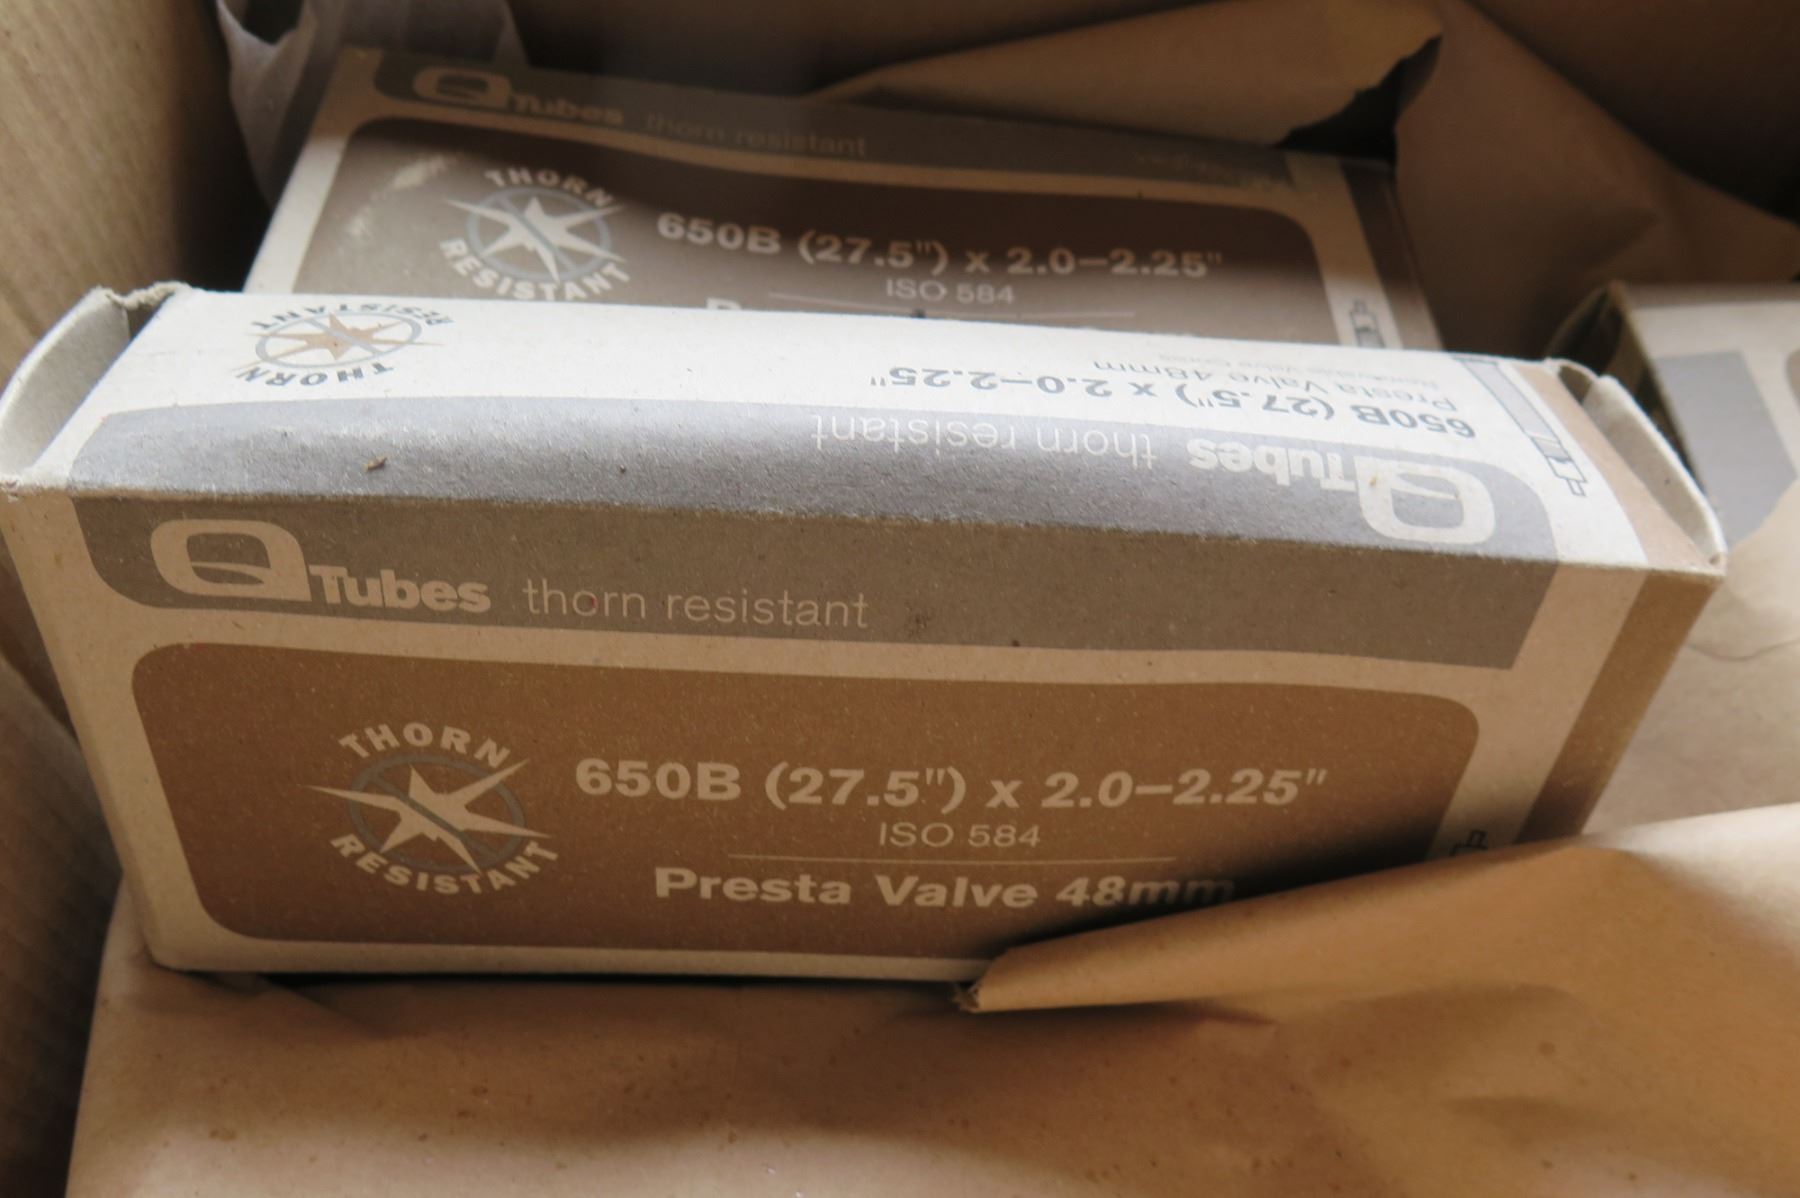 Q Tubes thorn resistant
THORN RESISTANT
650B (27.5") x 2.0–2.25"
ISO 584
THORN RESISTANT
650B (27.5") x 2.0–2.25"
Presta Valve 48mm
Q Tubes thorn resistant
Q Tubes thorn resistant
THORN RESISTANT
650B (27.5") x 2.0–2.25"
ISO 584
Presta Valve 48mm